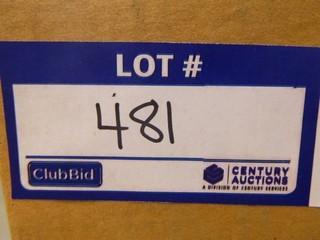 LOT #
481
ClubBid
CENTURY
AUCTIONS
A DIVISION OF CENTURY SERVICES